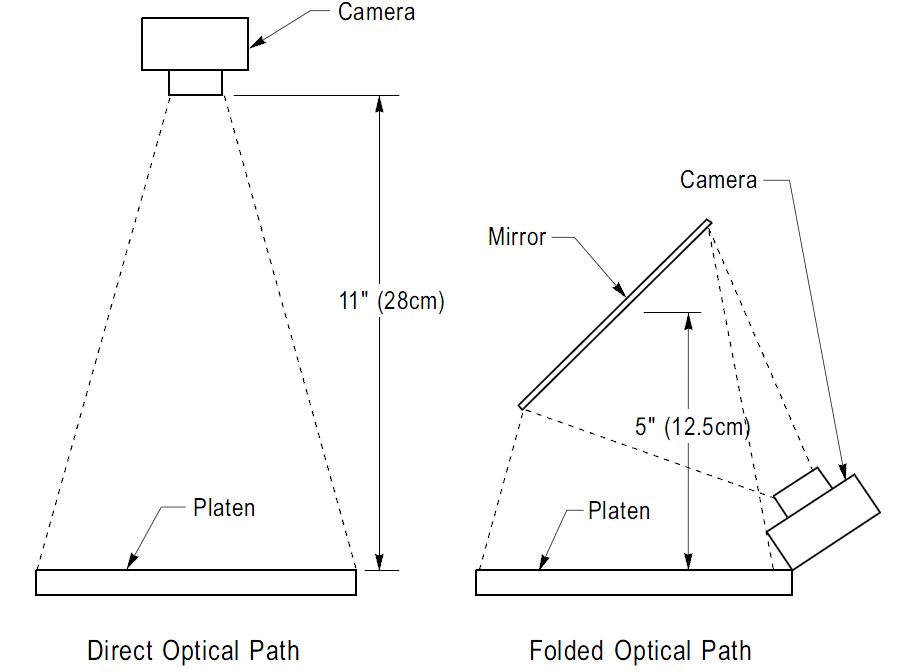 Camera
11" (28cm)
Platen
Direct Optical Path
Camera
Mirror
5" (12.5cm)
Platen
Folded Optical Path